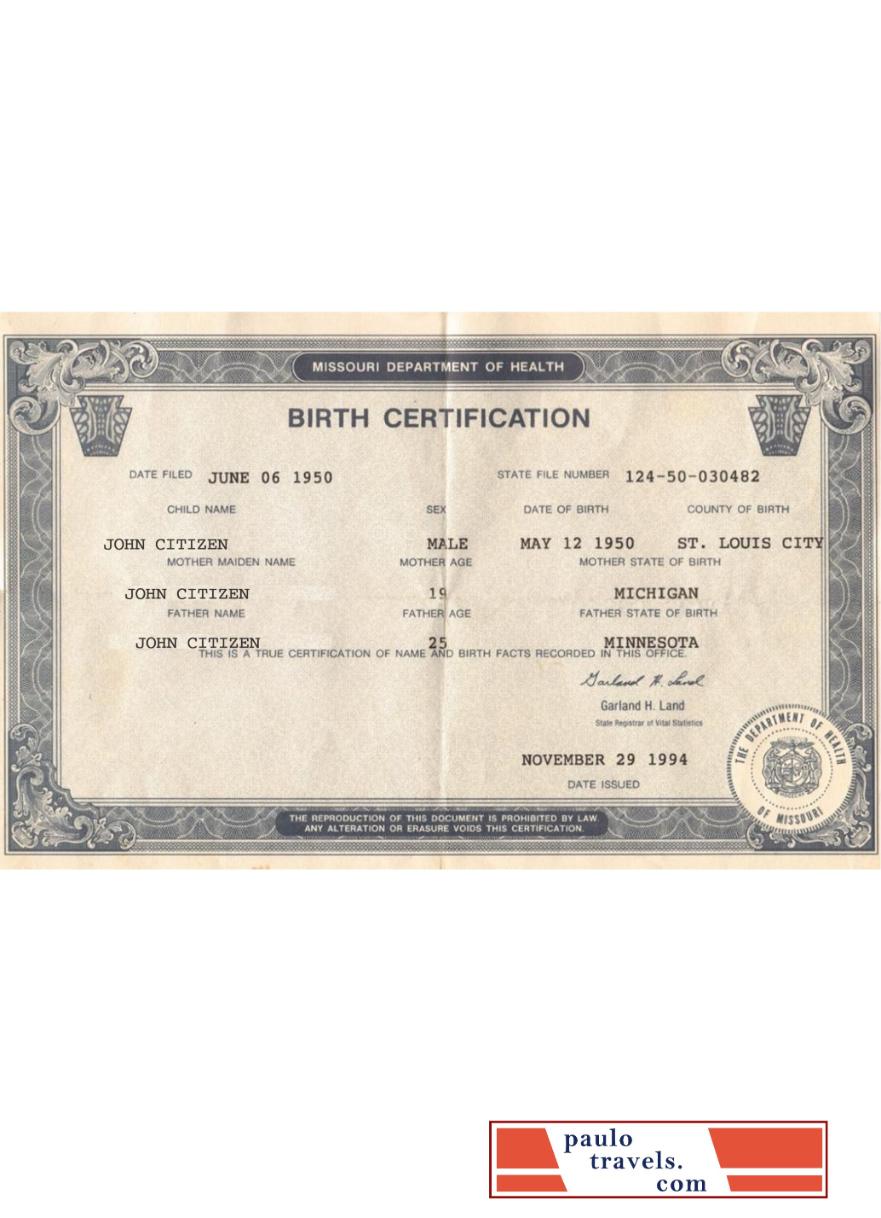 MISSOURI DEPARTMENT OF HEALTH
BIRTH CERTIFICATION
DATE FILED JUNE 06 1950 STATE FILE NUMBER 124-50-030482
CHILD NAME SEX DATE OF BIRTH COUNTY OF BIRTH
JOHN CITIZEN MALE MAY 12 1950 ST. LOUIS CITY
MOTHER MAIDEN NAME MOTHER AGE MOTHER STATE OF BIRTH
JOHN CITIZEN 19 MICHIGAN
FATHER NAME FATHER AGE FATHER STATE OF BIRTH
JOHN CITIZEN 25 MINNESOTA
THIS IS A TRUE CERTIFICATION OF NAME AND BIRTH FACTS RECORDED IN THIS OFFICE.
Garland H. Land
Garland H. Land
State Registrar of Vital Statistics
NOVEMBER 29 1994
DATE ISSUED
THE DEPARTMENT OF HEALTH
OF MISSOURI
THE REPRODUCTION OF THIS DOCUMENT IS PROHIBITED BY LAW.
ANY ALTERATION OR ERASURE VOIDS THIS CERTIFICATION.
paulo
travels.
com